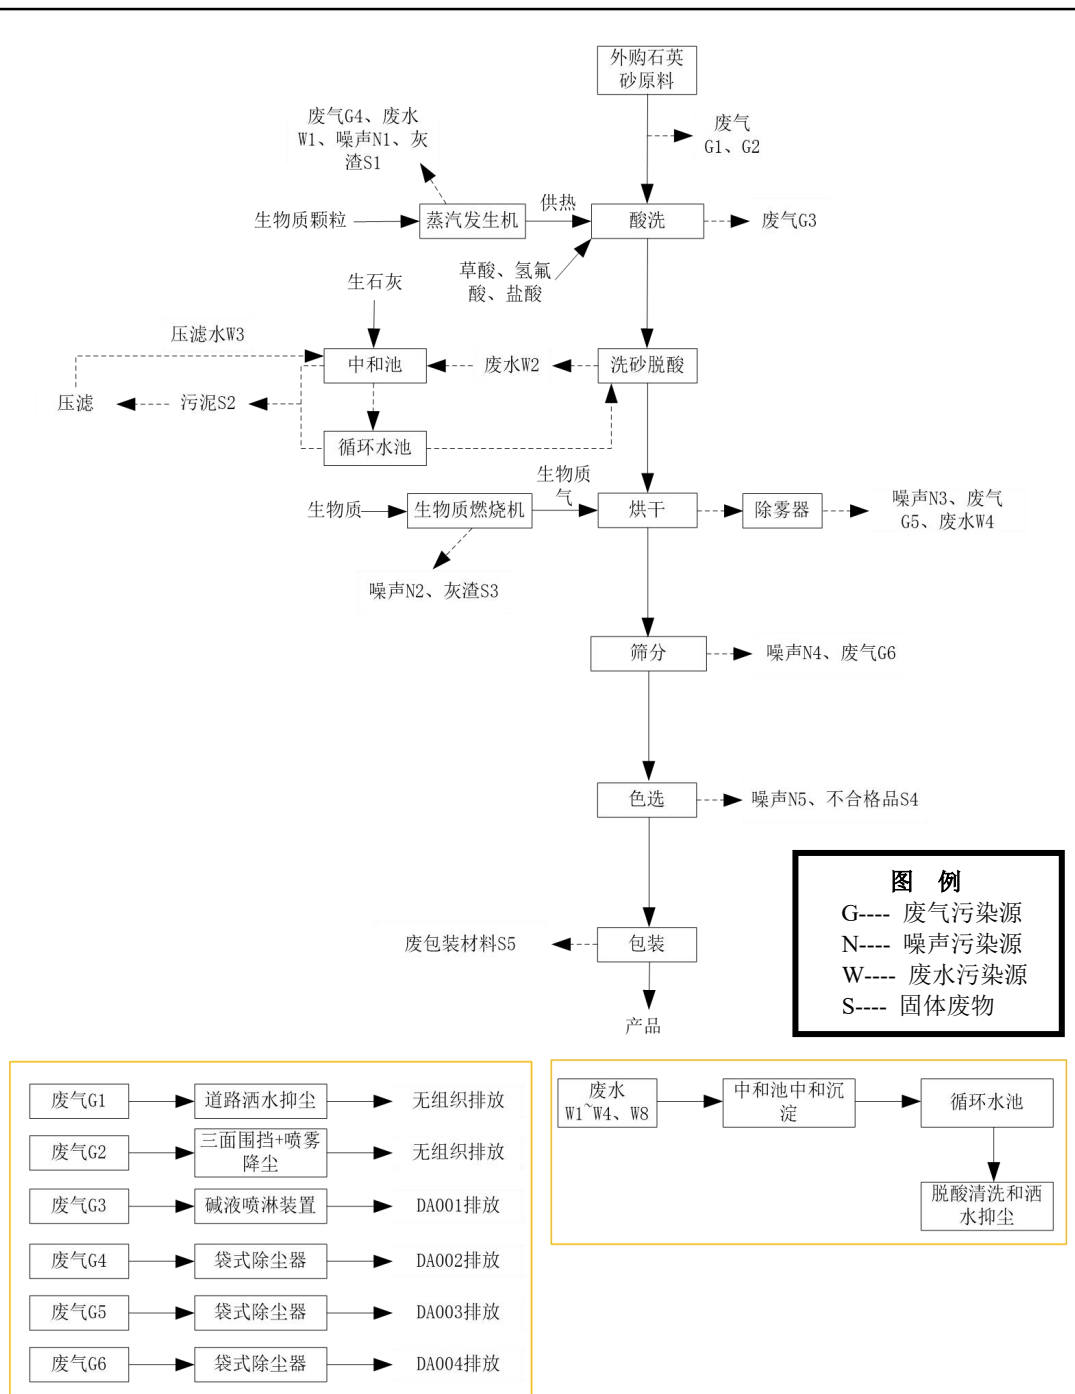 外购石英
砂原料
废气G4、废水
W1、噪声N1、灰
渣S1
废气
G1、G2
生物质颗粒
蒸汽发生机
供热
酸洗
废气G3
草酸、氢氟
酸、盐酸
生石灰
压滤水W3
中和池
废水W2
洗砂脱酸
压滤
污泥S2
循环水池
生物质
生物质燃烧机
生物质
气
烘干
除雾器
噪声N3、废气
G5、废水W4
噪声N2、灰渣S3
筛分
噪声N4、废气G6
色选
噪声N5、不合格品S4
废包装材料S5
包装
产品
图 例
G---- 废气污染源
N---- 噪声污染源
W---- 废水污染源
S---- 固体废物
废气G1
道路洒水抑尘
无组织排放
废气G2
三面围挡+喷雾
降尘
无组织排放
废气G3
碱液喷淋装置
DA001排放
废气G4
袋式除尘器
DA002排放
废气G5
袋式除尘器
DA003排放
废气G6
袋式除尘器
DA004排放
废水
W1~W4、W8
中和池中和沉
淀
循环水池
脱酸清洗和洒
水抑尘